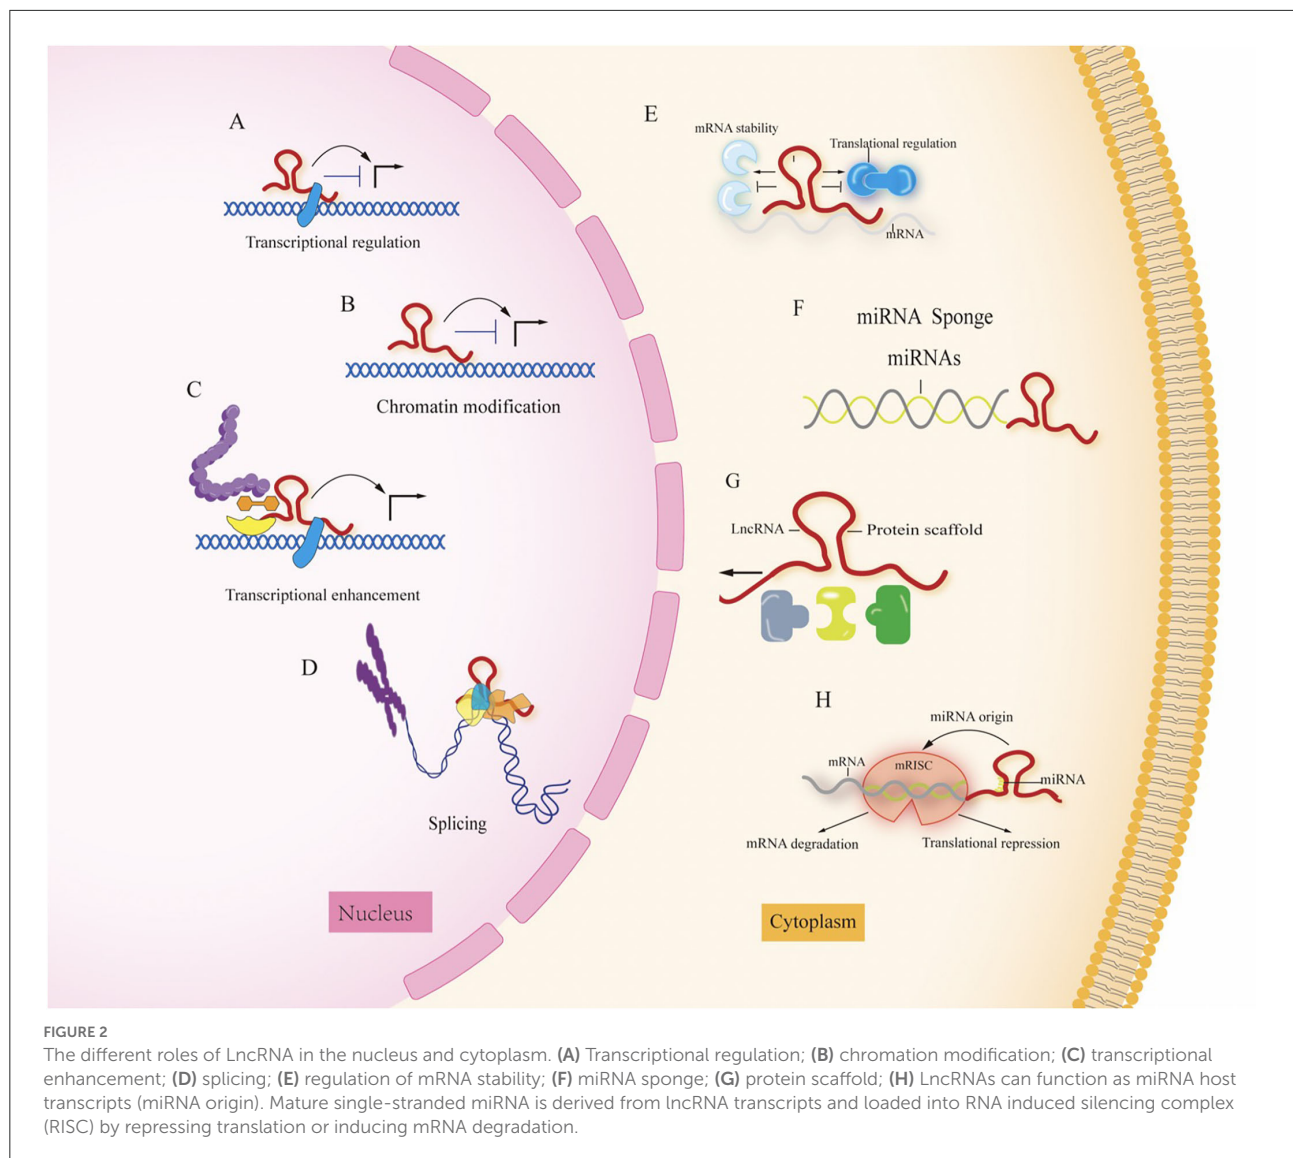 A
Transcriptional regulation
B
Chromatin modification
C
Transcriptional enhancement
D
Splicing
Nucleus
E
mRNA stability
Translational regulation
mRNA
F
miRNA Sponge
miRNAs
G
LncRNA
Protein scaffold
H
miRNA origin
mRNA
mRISC
miRNA
mRNA degradation
Translational repression
Cytoplasm
FIGURE 2
The different roles of LncRNA in the nucleus and cytoplasm. (A) Transcriptional regulation; (B) chromation modification; (C) transcriptional
enhancement; (D) splicing; (E) regulation of mRNA stability; (F) miRNA sponge; (G) protein scaffold; (H) LncRNAs can function as miRNA host
transcripts (miRNA origin). Mature single-stranded miRNA is derived from lncRNA transcripts and loaded into RNA induced silencing complex
(RISC) by repressing translation or inducing mRNA degradation.